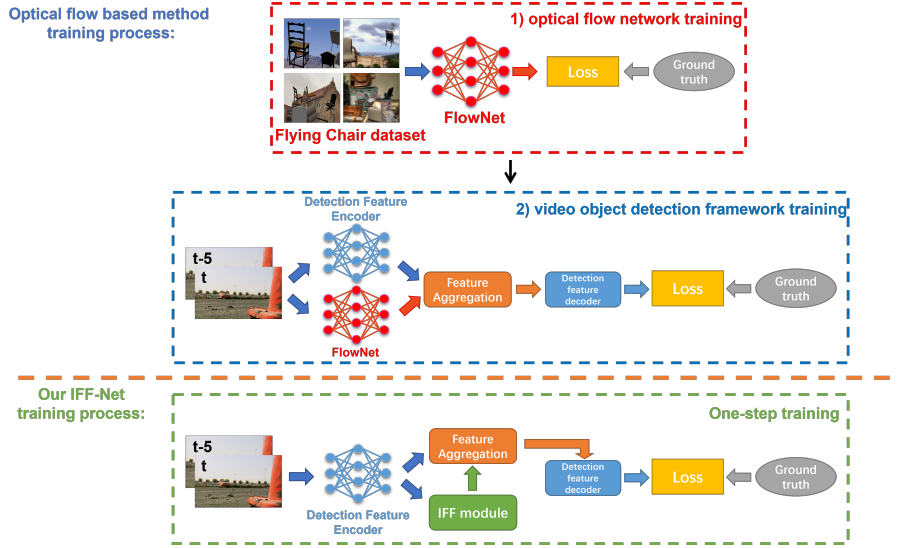 Optical flow based method
training process:
1) optical flow network training
Loss
Ground
truth
FlowNet
Flying Chair dataset
2) video object detection framework training
Detection Feature
Encoder
t-5
t
Feature
Aggregation
Detection
feature
decoder
Loss
Ground
truth
FlowNet
Our IFF-Net
training process:
One-step training
t-5
t
Feature
Aggregation
Detection
feature
decoder
Loss
Ground
truth
IFF module
Detection Feature
Encoder